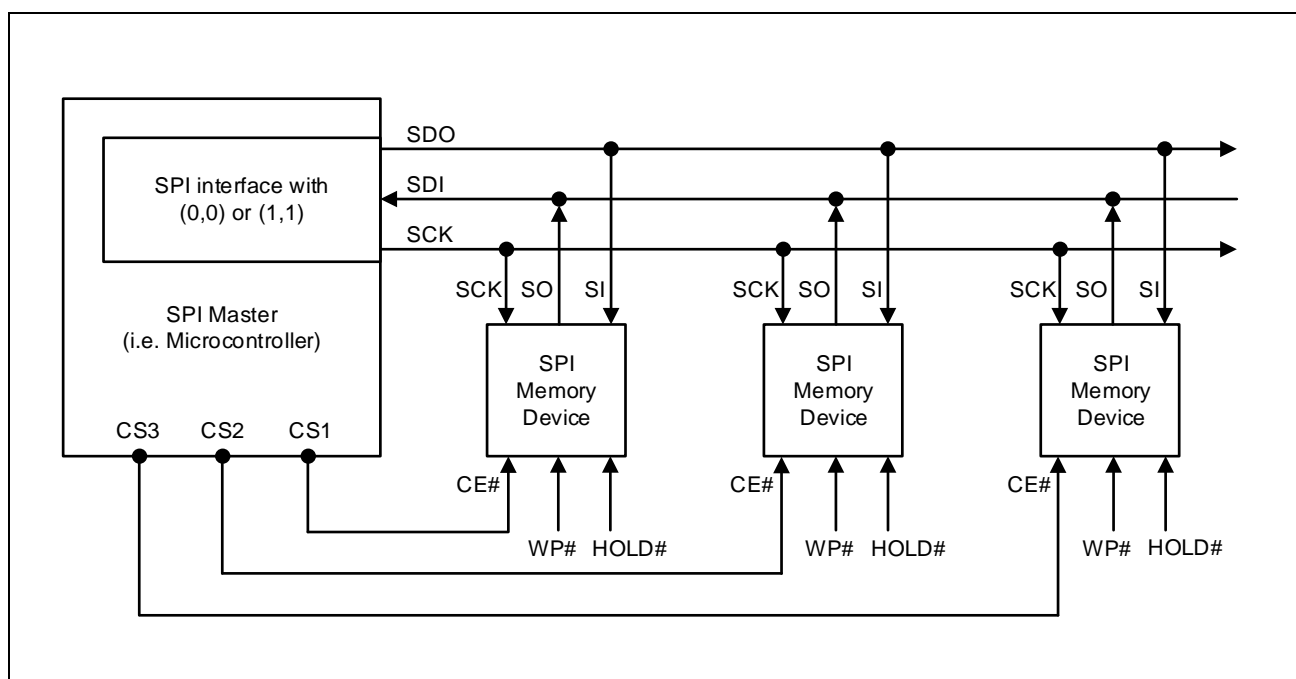 SDO
SPI interface with
(0,0) or (1,1)
SDI
SCK
SPI Master
(i.e. Microcontroller)
SCK SO SI
SCK SO SI
SCK SO SI
SPI
Memory
Device
SPI
Memory
Device
SPI
Memory
Device
CS3 CS2 CS1
CE#
CE#
CE#
WP# HOLD#
WP# HOLD#
WP# HOLD#